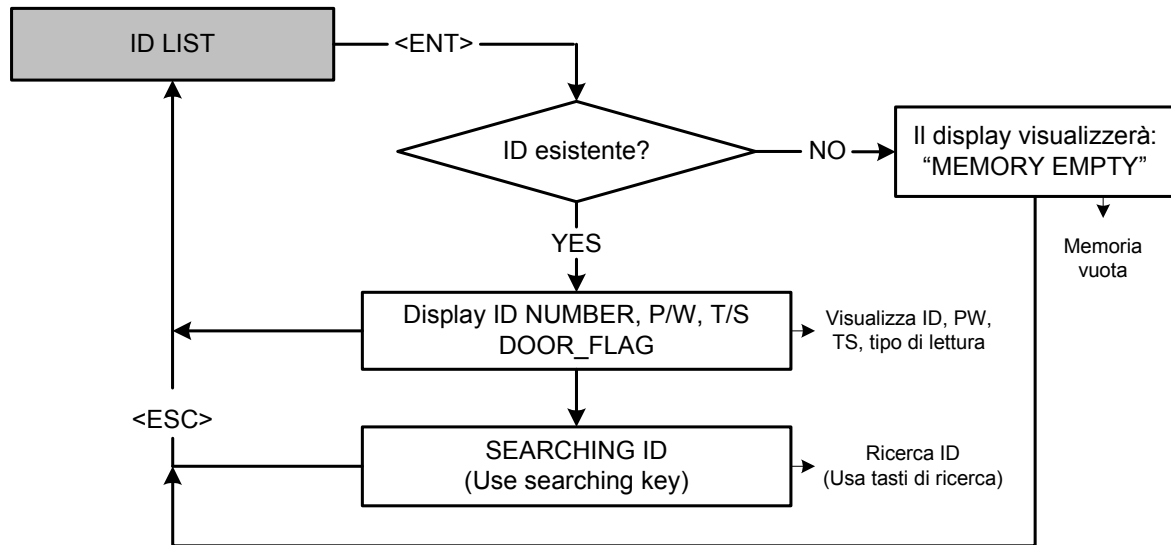 ID LIST
<ENT>
ID esistente?
NO
Il display visualizzerà:
“MEMORY EMPTY”
Memoria
vuota
YES
Display ID NUMBER, P/W, T/S
DOOR_FLAG
Visualizza ID, PW,
TS, tipo di lettura
<ESC>
SEARCHING ID
(Use searching key)
Ricerca ID
(Usa tasti di ricerca)